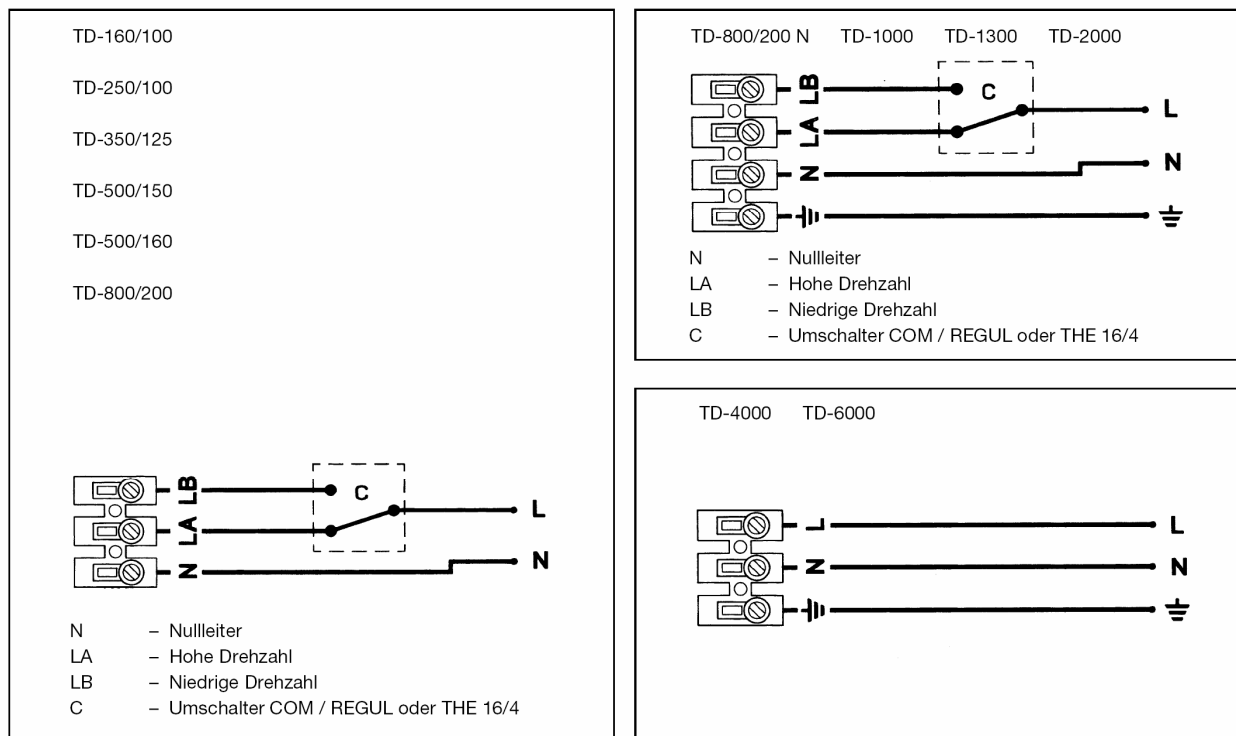 TD-160/100
TD-250/100
TD-350/125
TD-500/150
TD-500/160
TD-800/200
LB
C
L
LA
N
N
N – Nullleiter
LA – Hohe Drehzahl
LB – Niedrige Drehzahl
C – Umschalter COM / REGUL oder THE 16/4
TD-800/200 N TD-1000 TD-1300 TD-2000
LB
C
L
LA
N
N
N – Nullleiter
LA – Hohe Drehzahl
LB – Niedrige Drehzahl
C – Umschalter COM / REGUL oder THE 16/4
TD-4000 TD-6000
L L
N N